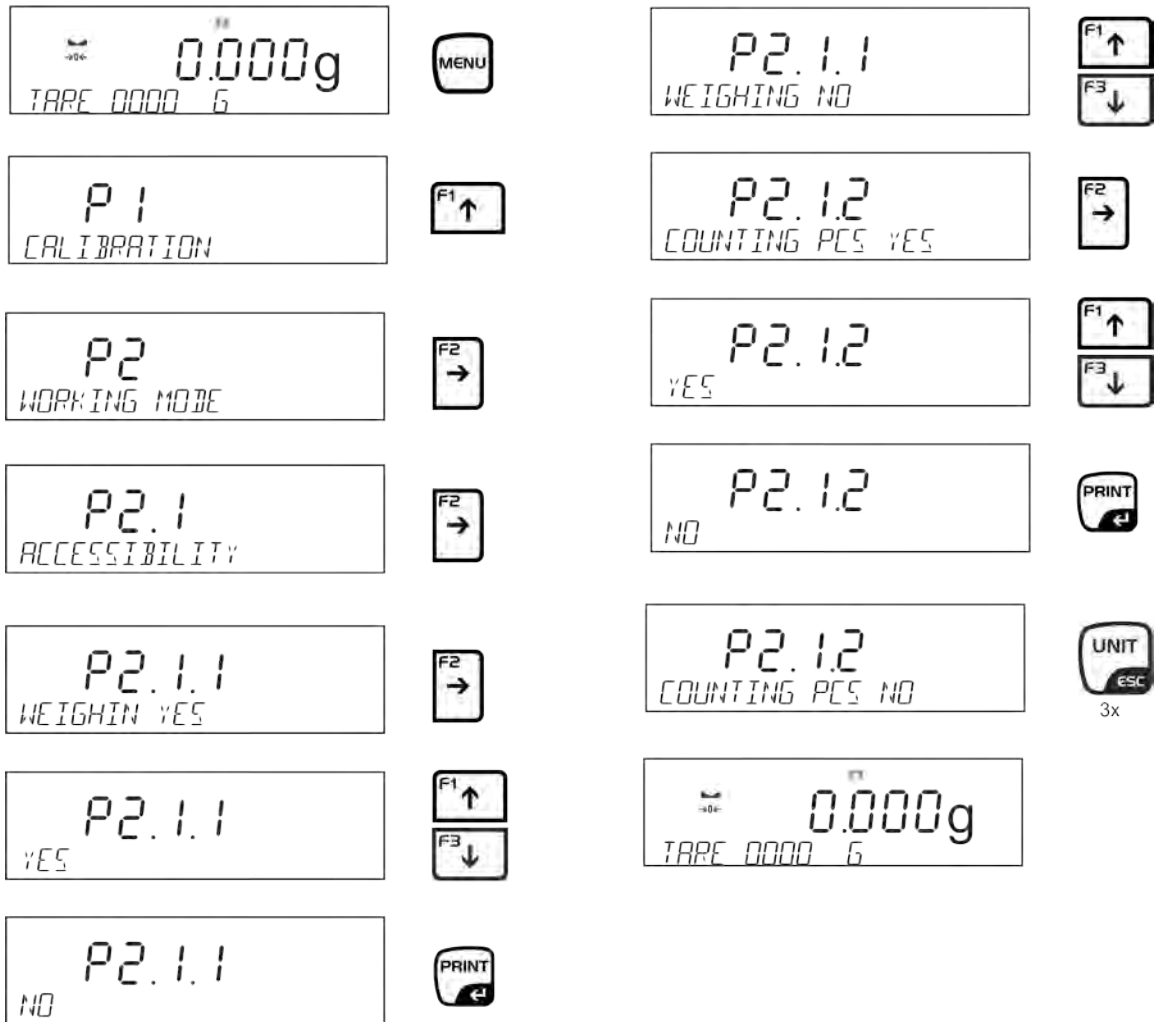 0.000g
TARE 0000 G
MENU
P1
CALIBRATION
F1
P2
WORKING MODE
F2
P2.1
ACCESSIBILITY
F2
P2.1.1
WEIGHIN YES
F2
P2.1.1
YES
F1
F3
P2.1.1
NO
PRINT
P2.1.1
WEIGHING NO
F1
F3
P2.1.2
COUNTING PCS YES
F2
P2.1.2
YES
F1
F3
P2.1.2
NO
PRINT
P2.1.2
COUNTING PCS NO
UNIT
ESC
3x
0.000g
TARE 0000 G